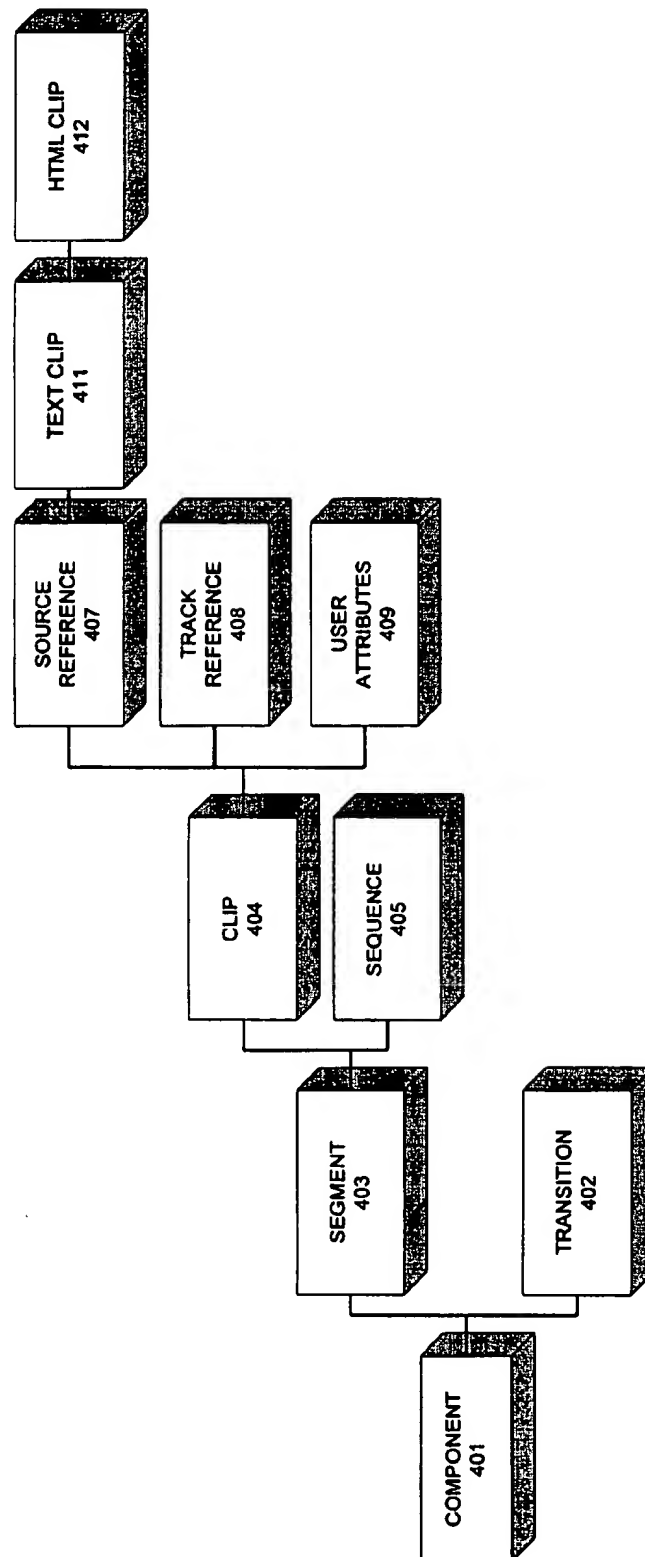 COMPONENT
401
SEGMENT
403
TRANSITION
402
CLIP
404
SEQUENCE
405
SOURCE
REFERENCE
407
TRACK
REFERENCE
408
USER
ATTRIBUTES
409
TEXT CLIP
411
HTML CLIP
412